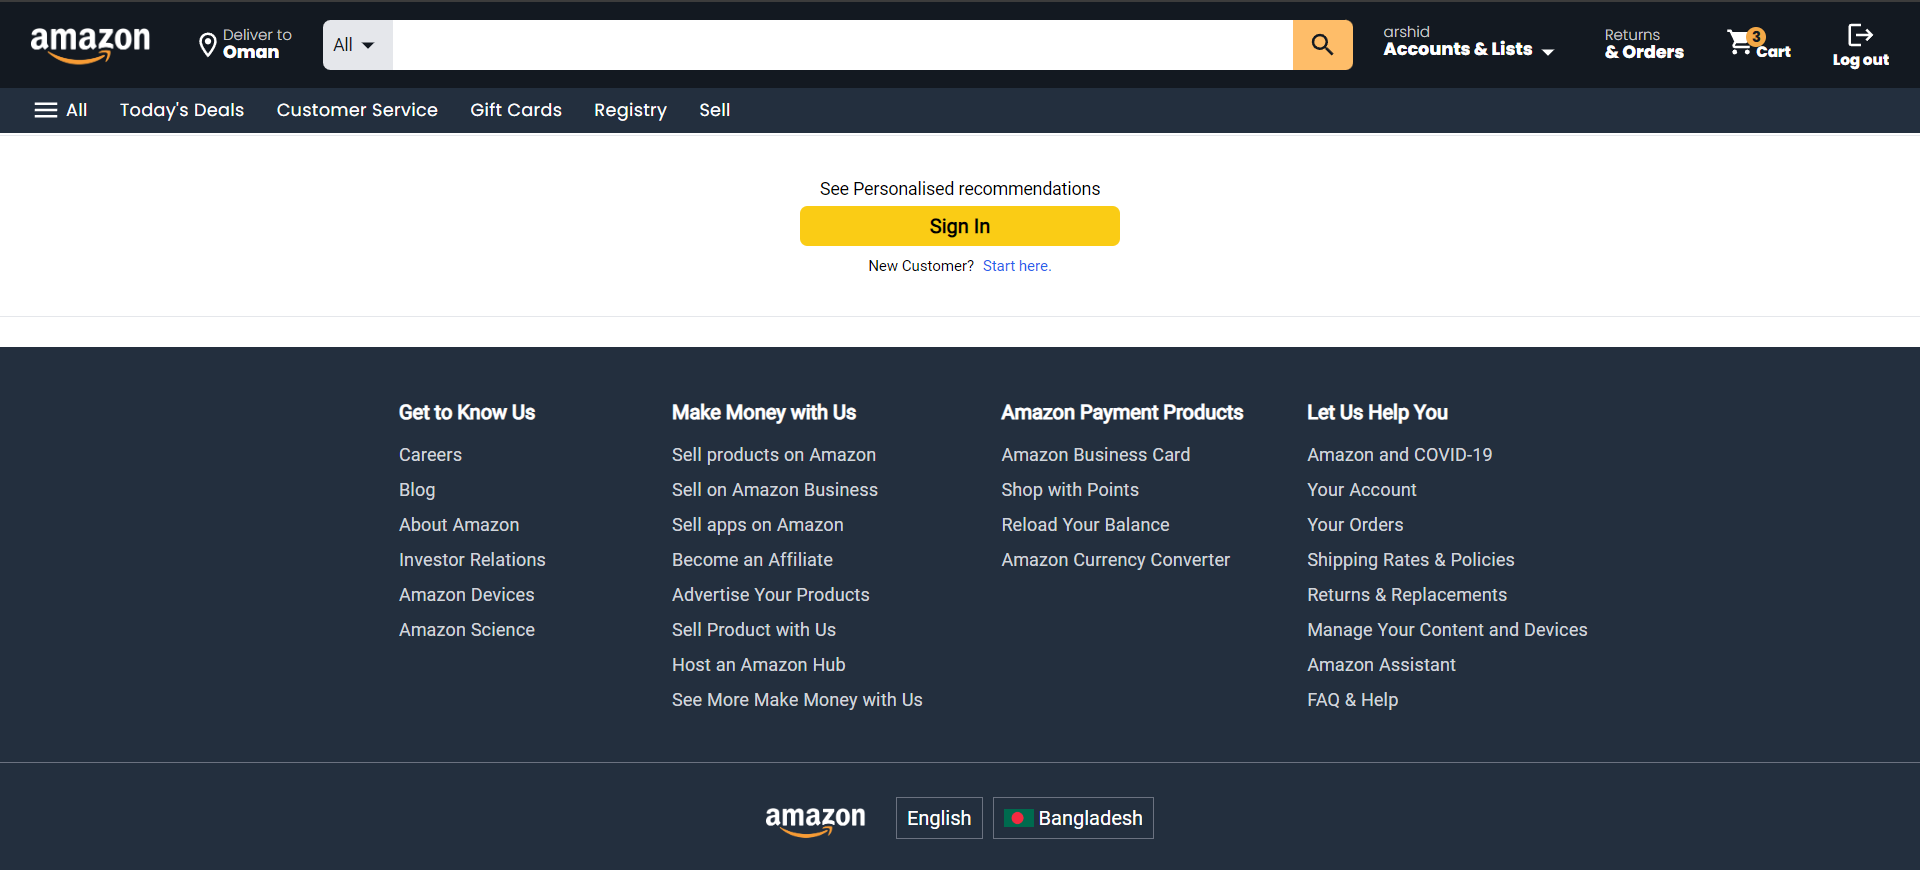 amazon
Deliver to
Oman
All
arshid
Accounts & Lists
Returns
& Orders
3
Cart
Log out
All
Today's Deals
Customer Service
Gift Cards
Registry
Sell
See Personalised recommendations
Sign In
New Customer? Start here.
Get to Know Us
Careers
Blog
About Amazon
Investor Relations
Amazon Devices
Amazon Science
Make Money with Us
Sell products on Amazon
Sell on Amazon Business
Sell apps on Amazon
Become an Affiliate
Advertise Your Products
Sell Product with Us
Host an Amazon Hub
See More Make Money with Us
Amazon Payment Products
Amazon Business Card
Shop with Points
Reload Your Balance
Amazon Currency Converter
Let Us Help You
Amazon and COVID-19
Your Account
Your Orders
Shipping Rates & Policies
Returns & Replacements
Manage Your Content and Devices
Amazon Assistant
FAQ & Help
amazon
English
Bangladesh